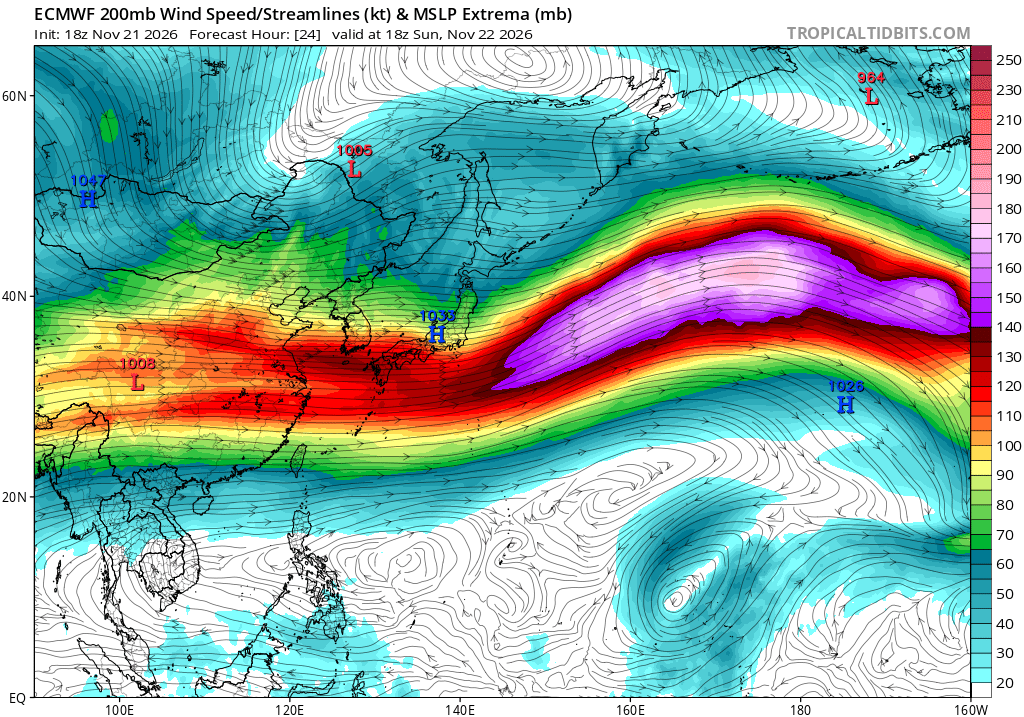 ECMWF 200mb Wind Speed/Streamlines (kt) & MSLP Extrema (mb)
Init: 18z Nov 21 2026 Forecast Hour: [24] valid at 18z Sun, Nov 22 2026
TROPICALTIDBITS.COM
60N
40N
20N
EQ
964
L
1005
L
1047
H
1033
H
1008
L
1026
H
250
230
220
210
200
190
180
170
160
150
140
130
120
110
100
90
80
70
60
50
40
30
20
100E
120E
140E
160E
180
160W